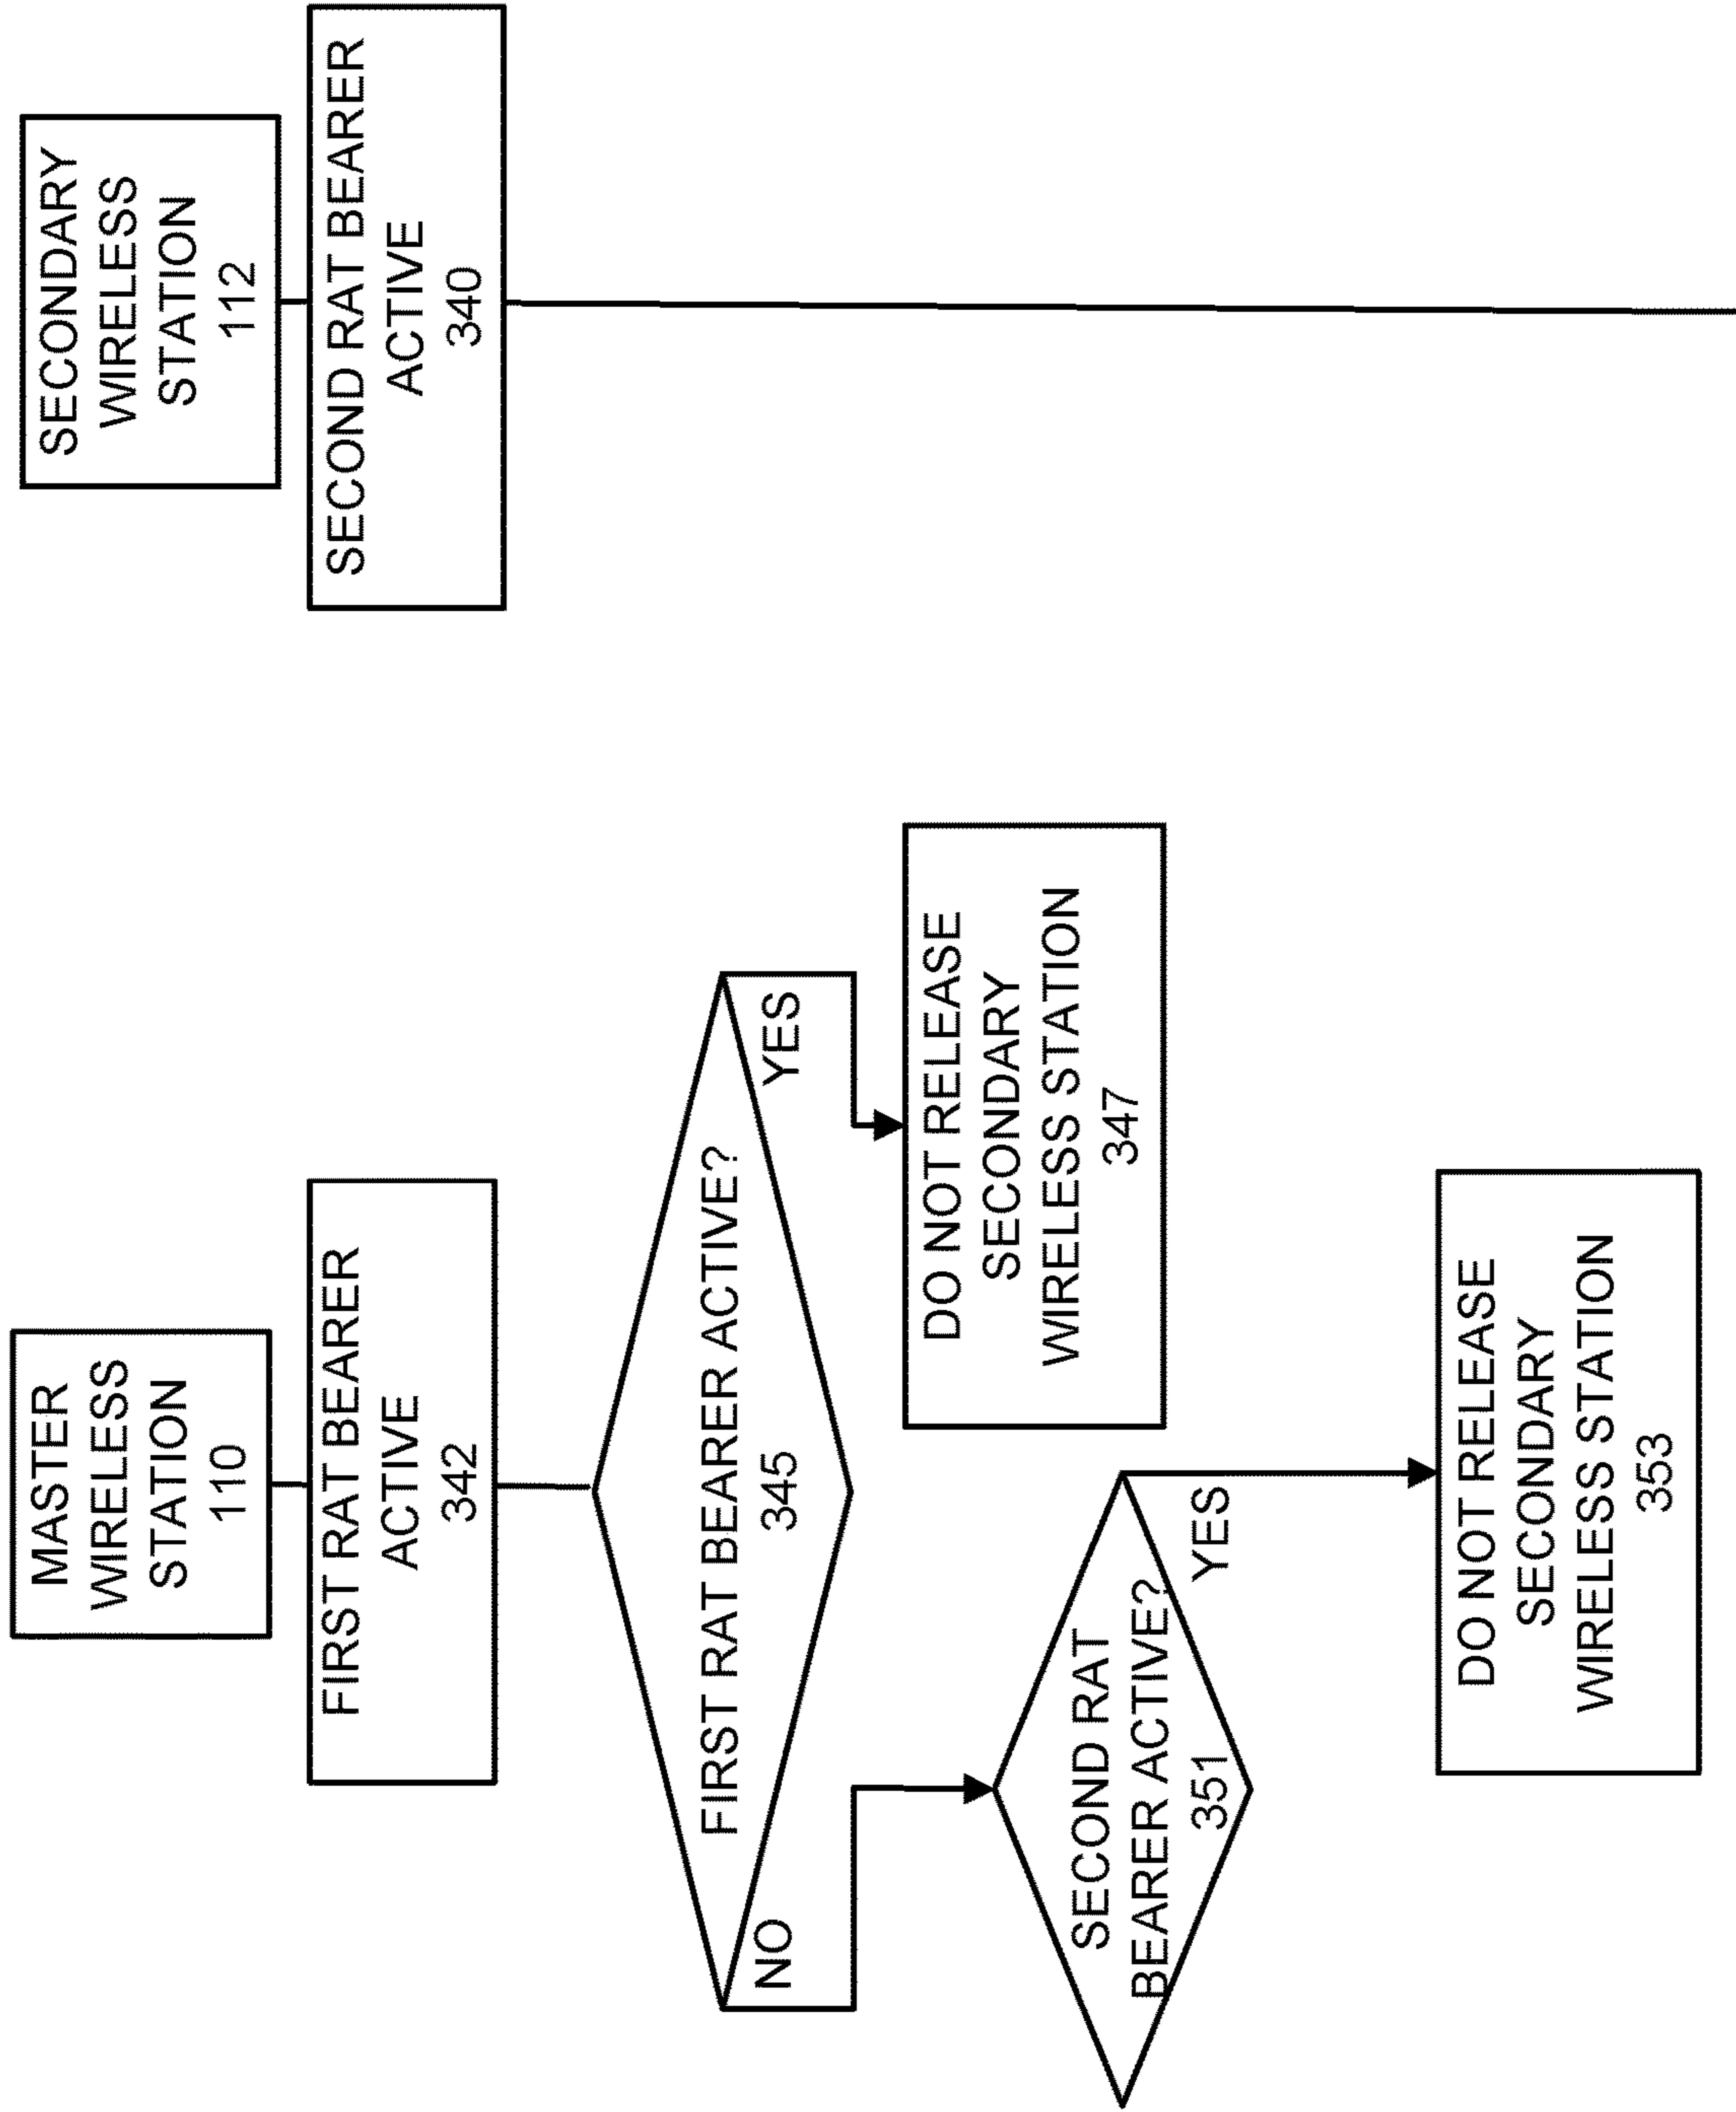 MASTER
WIRELESS
STATION
110
SECONDARY
WIRELESS
STATION
112
FIRST RAT BEARER
ACTIVE
342
SECOND RAT BEARER
ACTIVE
340
FIRST RAT BEARER ACTIVE?
345
NO
YES
DO NOT RELEASE
SECONDARY
WIRELESS STATION
347
SECOND RAT
BEARER ACTIVE?
351
YES
DO NOT RELEASE
SECONDARY
WIRELESS STATION
353